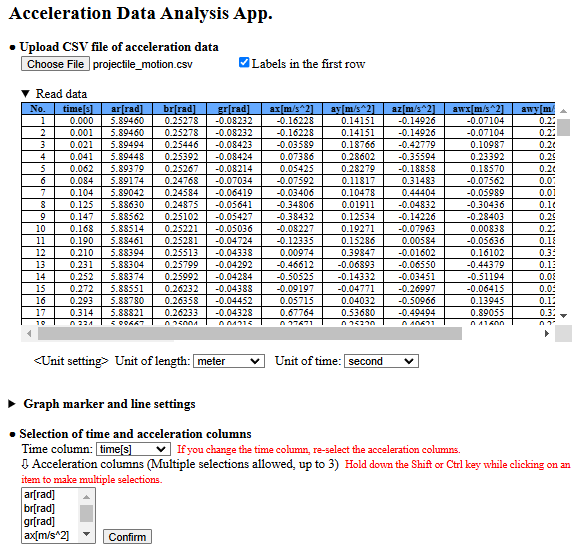 Acceleration Data Analysis App.
● Upload CSV file of acceleration data
Choose File projectile_motion.csv Labels in the first row
▼ Read data
No. time[s] ar[rad] br[rad] gr[rad] ax[m/s^2] ay[m/s^2] az[m/s^2] awx[m/s^2] awy[m/
1 0.000 5.89460 0.25278 -0.08232 -0.16228 0.14151 -0.14926 -0.07104 0.22
2 0.001 5.89460 0.25278 -0.08232 -0.16228 0.14151 -0.14926 -0.07104 0.22
3 0.021 5.89494 0.25446 -0.08423 -0.03589 0.18766 -0.42779 0.10987 0.26
4 0.041 5.89448 0.25392 -0.08424 0.07386 0.28602 -0.35594 0.23392 0.29
5 0.062 5.89379 0.25267 -0.08214 0.05425 0.28279 -0.18858 0.18570 0.26
6 0.084 5.89174 0.24768 -0.07034 -0.07592 0.11817 0.31483 -0.07562 0.07
7 0.104 5.89042 0.24584 -0.06419 -0.03406 0.10478 0.44404 -0.05989 0.01
8 0.125 5.88630 0.24875 -0.05641 -0.34806 0.01911 -0.04832 -0.30436 0.16
9 0.147 5.88562 0.25102 -0.05427 -0.38432 0.12534 -0.14226 -0.28403 0.29
10 0.168 5.88514 0.25221 -0.05036 -0.08227 0.19271 -0.07963 0.00838 0.22
11 0.190 5.88461 0.25281 -0.04724 -0.12335 0.15286 0.00584 -0.05636 0.18
12 0.210 5.88394 0.25513 -0.04338 0.00974 0.39847 -0.01602 0.16102 0.35
13 0.231 5.88304 0.25799 -0.04292 -0.46612 -0.06893 -0.06550 -0.44379 0.13
14 0.252 5.88374 0.25992 -0.04284 -0.50525 -0.14332 -0.03451 -0.51194 0.08
15 0.272 5.88551 0.26232 -0.04388 -0.09197 -0.04771 -0.26997 -0.06415 0.05
16 0.293 5.88780 0.26358 -0.04452 0.05715 0.04032 -0.50966 0.13945 0.12
17 0.314 5.88821 0.26233 -0.04328 0.67764 0.53680 -0.49494 0.89055 0.32
<Unit setting> Unit of length: meter Unit of time: second
▶ Graph marker and line settings
● Selection of time and acceleration columns
Time column: time[s] If you change the time column, re-select the acceleration columns.
⇩ Acceleration columns (Multiple selections allowed, up to 3) Hold down the Shift or Ctrl key while clicking on an
item to make multiple selections.
ar[rad]
br[rad]
gr[rad]
ax[m/s^2]
Confirm